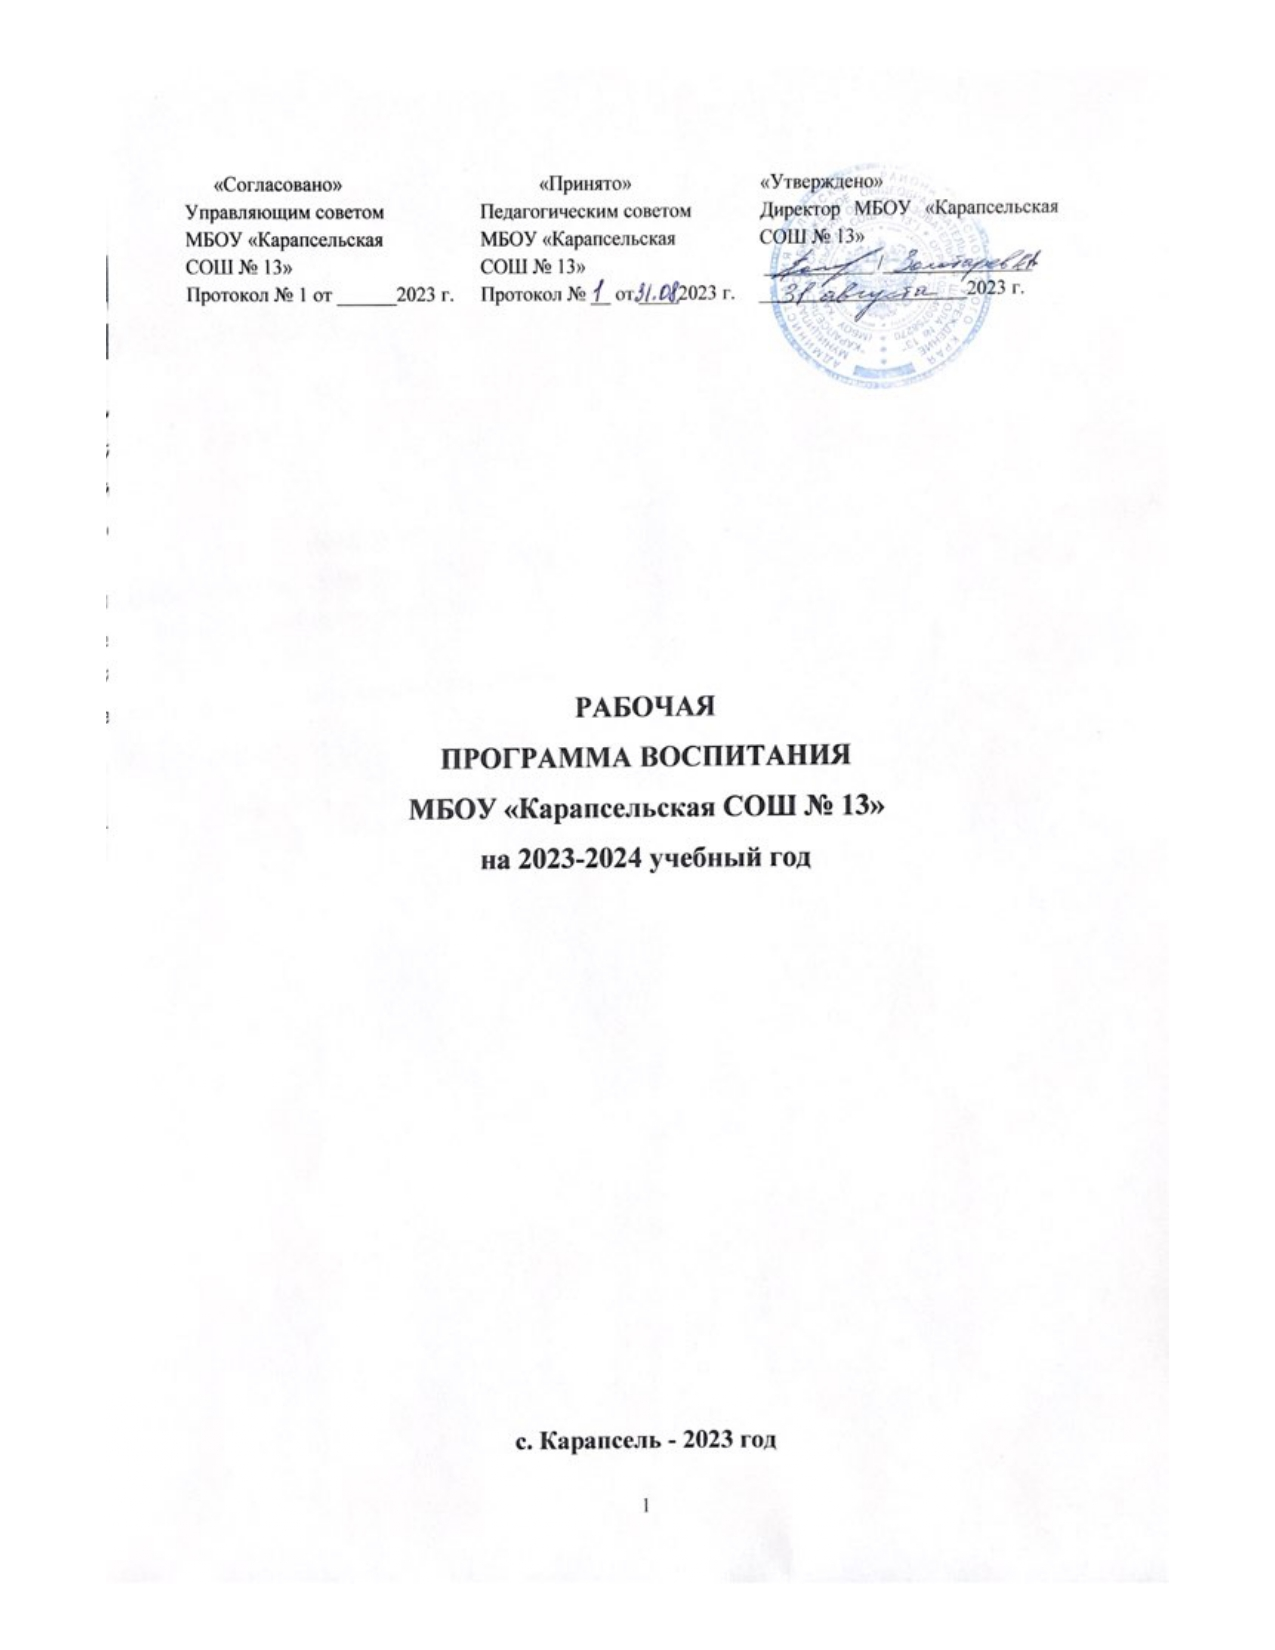 «Согласовано»
Управляющим советом
МБОУ «Карапсельская
СОШ № 13»
Протокол № 1 от ______2023 г.
«Принято»
Педагогическим советом
МБОУ «Карапсельская
СОШ № 13»
Протокол № 1 от 31.08 2023 г.
«Утверждено»
Директор МБОУ «Карапсельская
СОШ № 13»
31 августа 2023 г.
РАБОЧАЯ
ПРОГРАММА ВОСПИТАНИЯ
МБОУ «Карапсельская СОШ № 13»
на 2023-2024 учебный год
с. Карапсель - 2023 год
1